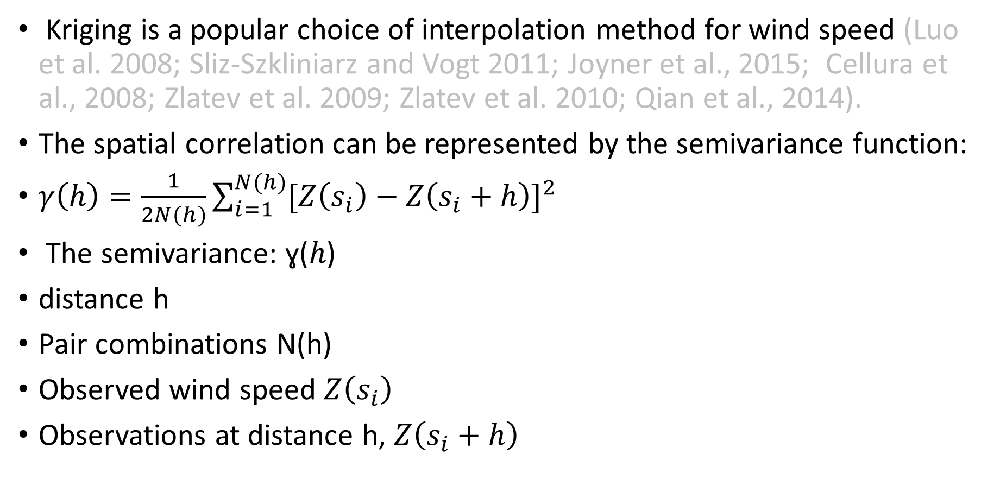 • Kriging is a popular choice of interpolation method for wind speed (Luo
et al. 2008; Sliz-Szkliniarz and Vogt 2011; Joyner et al., 2015; Cellura et
al., 2008; Zlatev et al. 2009; Zlatev et al. 2010; Qian et al., 2014).
• The spatial correlation can be represented by the semivariance function:
• γ(h) = 1/2N(h) ∑_{i=1}^{N(h)} [Z(s_i) − Z(s_i + h)]²
• The semivariance: ɣ(h)
• distance h
• Pair combinations N(h)
• Observed wind speed Z(s_i)
• Observations at distance h, Z(s_i + h)